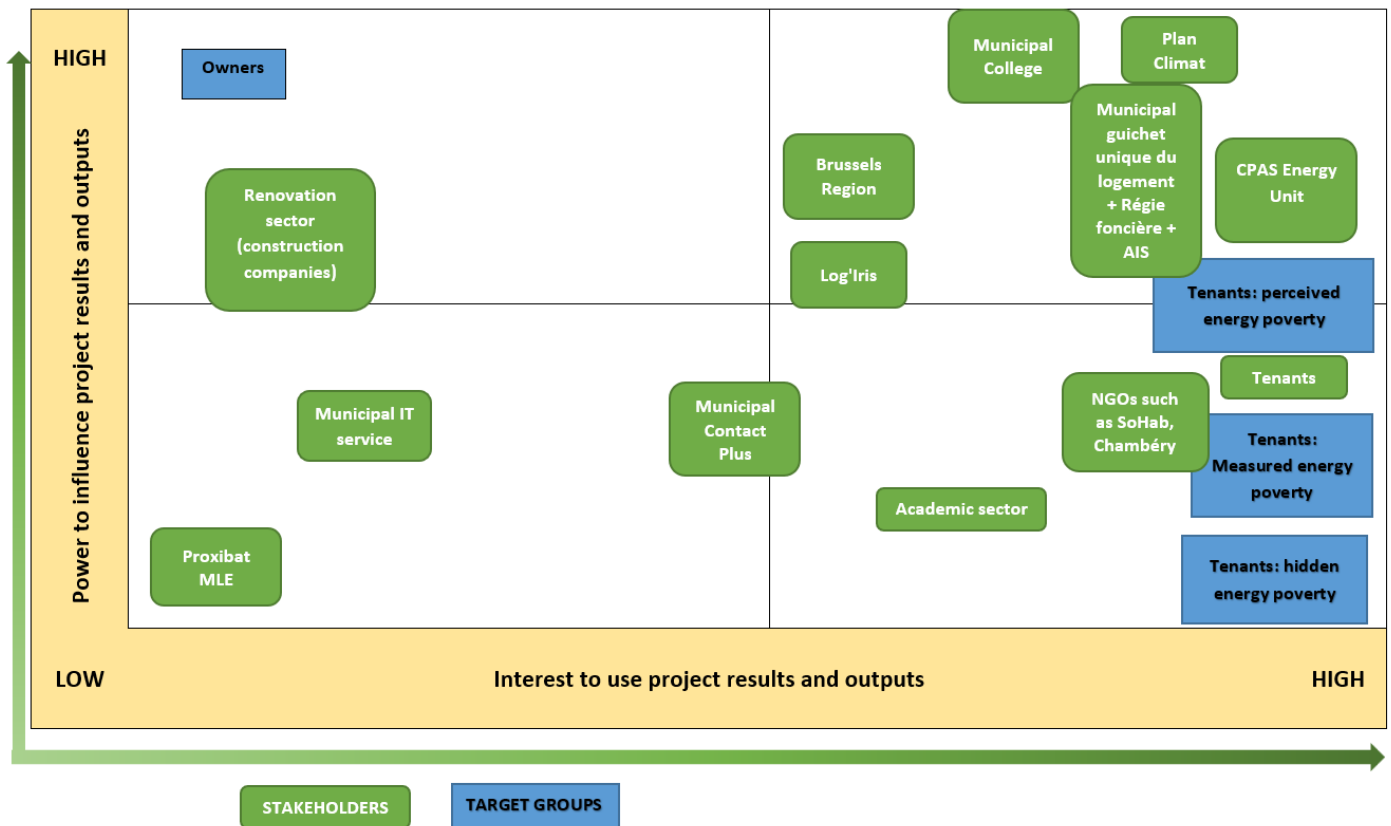 HIGH
Power to influence project results and outputs
Owners
Municipal
College
Plan
Climat
Municipal
guichet
unique du
logement
+ Régie
foncière +
AIS
Brussels
Region
CPAS Energy
Unit
Renovation
sector
(construction
companies)
Log'Iris
Tenants: perceived
energy poverty
Tenants
Municipal IT
service
Municipal
Contact
Plus
NGOs such
as SoHab,
Chambéry
Tenants:
Measured energy
poverty
Academic sector
Proxibat
MLE
Tenants: hidden
energy poverty
LOW
Interest to use project results and outputs
HIGH
STAKEHOLDERS
TARGET GROUPS